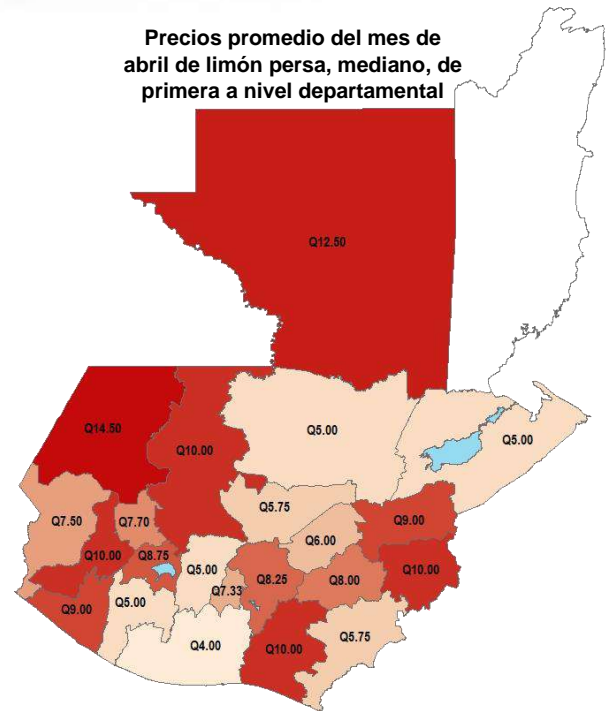 Precios promedio del mes de
abril de limón persa, mediano, de
primera a nivel departamental
Q12.50
Q14.50
Q10.00
Q5.00
Q5.00
Q5.75
Q7.50
Q7.70
Q9.00
Q6.00
Q10.00
Q8.75
Q5.00
Q8.25
Q8.00
Q10.00
Q7.33
Q9.00
Q5.00
Q5.75
Q4.00
Q10.00